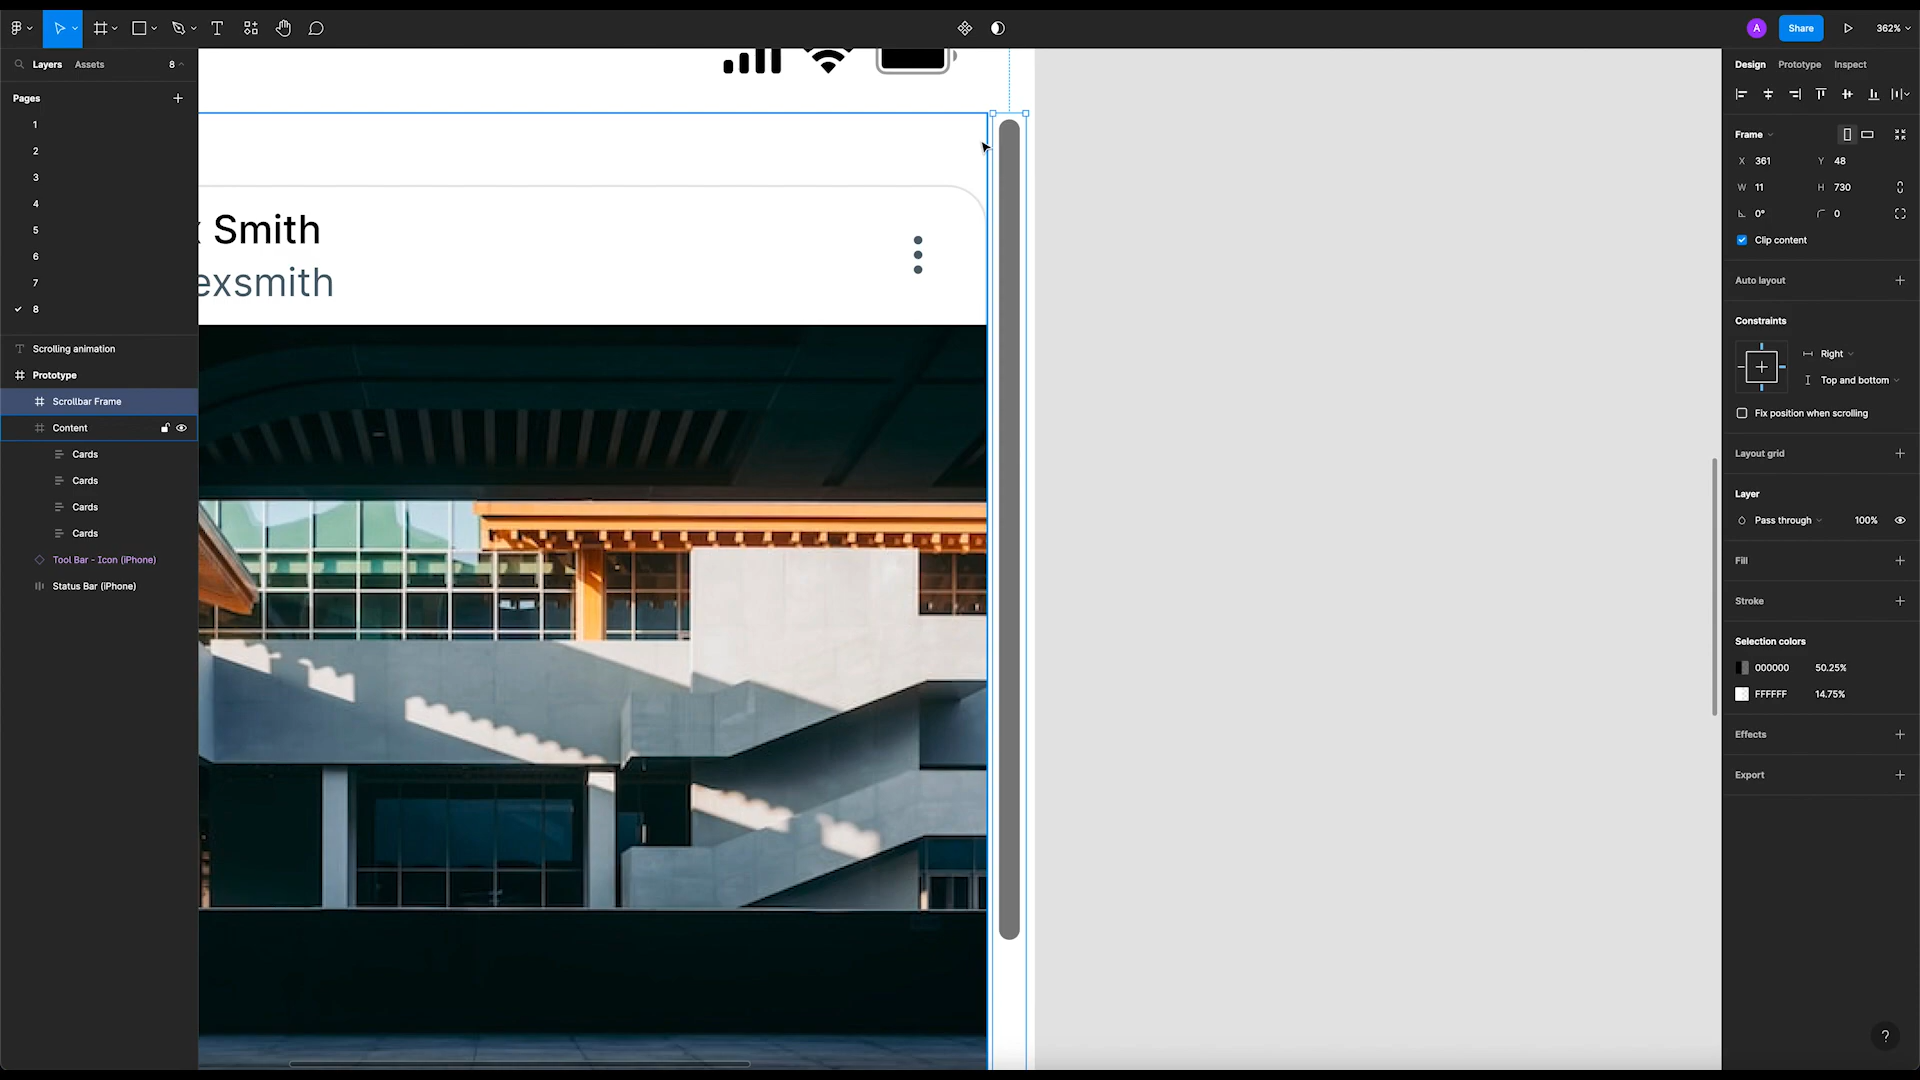 Share
362%
Layers
Assets
8
Design
Prototype
Inspect
Pages
1
2
3
4
5
6
7
8
Scrolling animation
Prototype
Scrollbar Frame
Content
Cards
Cards
Cards
Cards
Tool Bar - Icon (iPhone)
Status Bar (iPhone)
Smith
exsmith
A
Frame
X 361
Y 48
W 11
H 730
0°
0
Clip content
Auto layout
Constraints
Right
Top and bottom
Fix position when scrolling
Layout grid
Layer
Pass through
100%
Fill
Stroke
Selection colors
000000
50.25%
FFFFFF
14.75%
Effects
Export
?